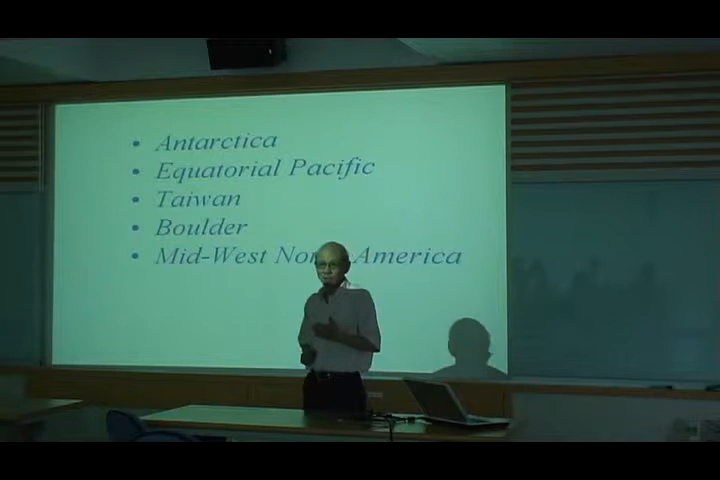 • Antarctica
• Equatorial Pacific
• Taiwan
• Boulder
• Mid-West America